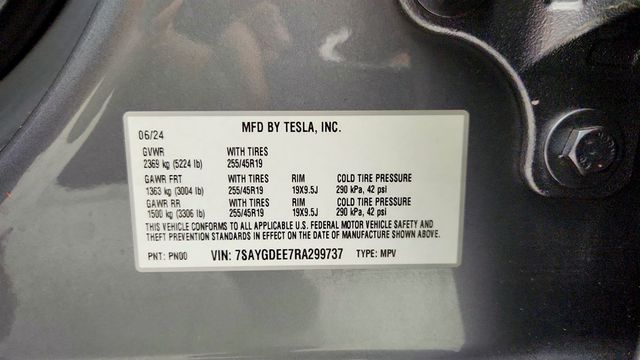 06/24 MFD BY TESLA, INC.
GVWR WITH TIRES
2369 kg (5224 lb) 255/45R19
GAWR FRT WITH TIRES RIM COLD TIRE PRESSURE
1363 kg (3004 lb) 255/45R19 19X9.5J 290 kPa, 42 psi
GAWR RR WITH TIRES RIM COLD TIRE PRESSURE
1500 kg (3306 lb) 255/45R19 19X9.5J 290 kPa, 42 psi
THIS VEHICLE CONFORMS TO ALL APPLICABLE U.S. FEDERAL MOTOR VEHICLE SAFETY AND
THEFT PREVENTION STANDARDS IN EFFECT ON THE DATE OF MANUFACTURE SHOWN ABOVE.
PNT: PN00 VIN: 7SAYGDEE7RA299737 TYPE: MPV